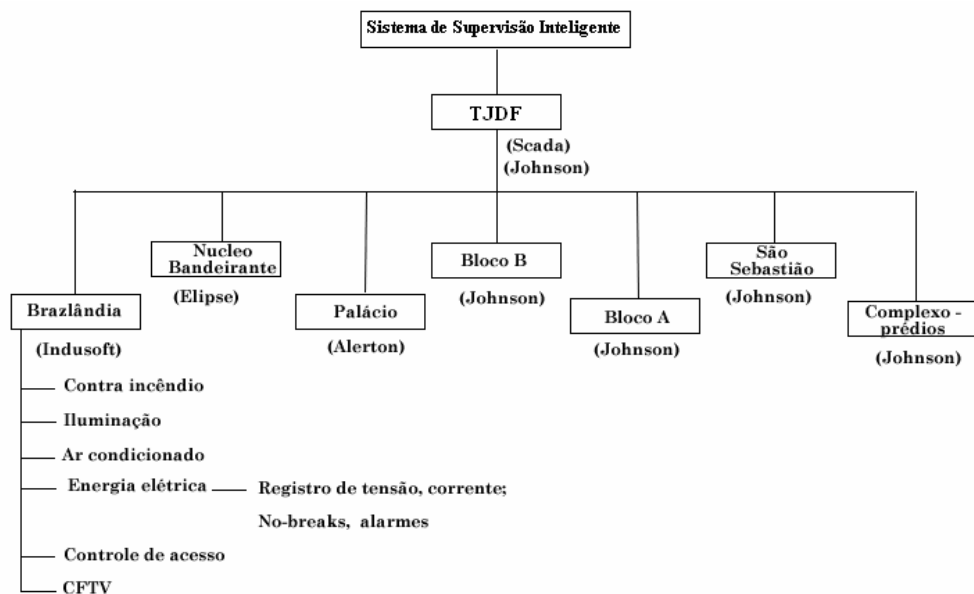 Sistema de Supervisão Inteligente
TJDF
(Scada)
(Johnson)
Nucleo
Bandeirante
(Elipse)
Bloco B
(Johnson)
São
Sebastião
(Johnson)
Brazlândia
(Indusoft)
Palácio
(Alerton)
Bloco A
(Johnson)
Complexo -
prédios
(Johnson)
Contra incêndio
Iluminação
Ar condicionado
Energia elétrica
Registro de tensão, corrente;
No-breaks, alarmes
Controle de acesso
CFTV